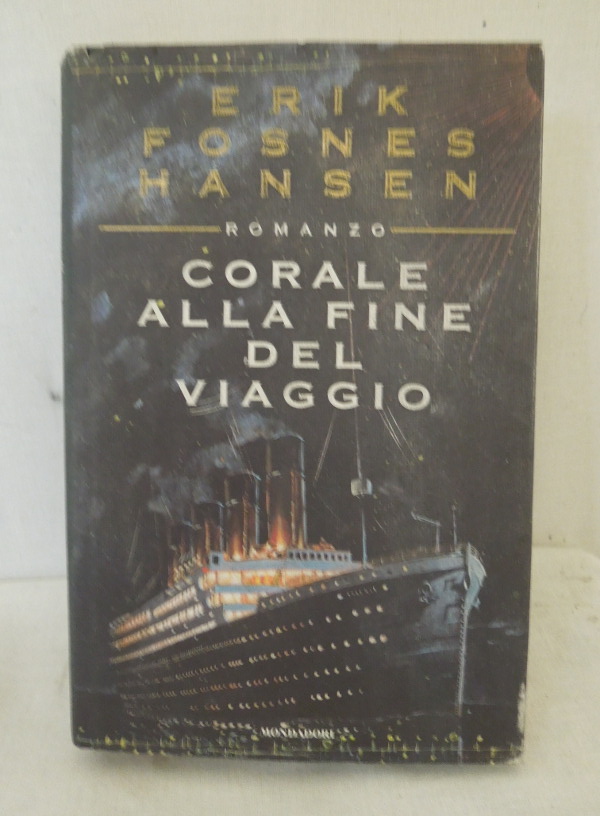 ERIK
FOSNES
HANSEN
ROMANZO
CORALE
ALLA FINE
DEL
VIAGGIO
MONDADORI